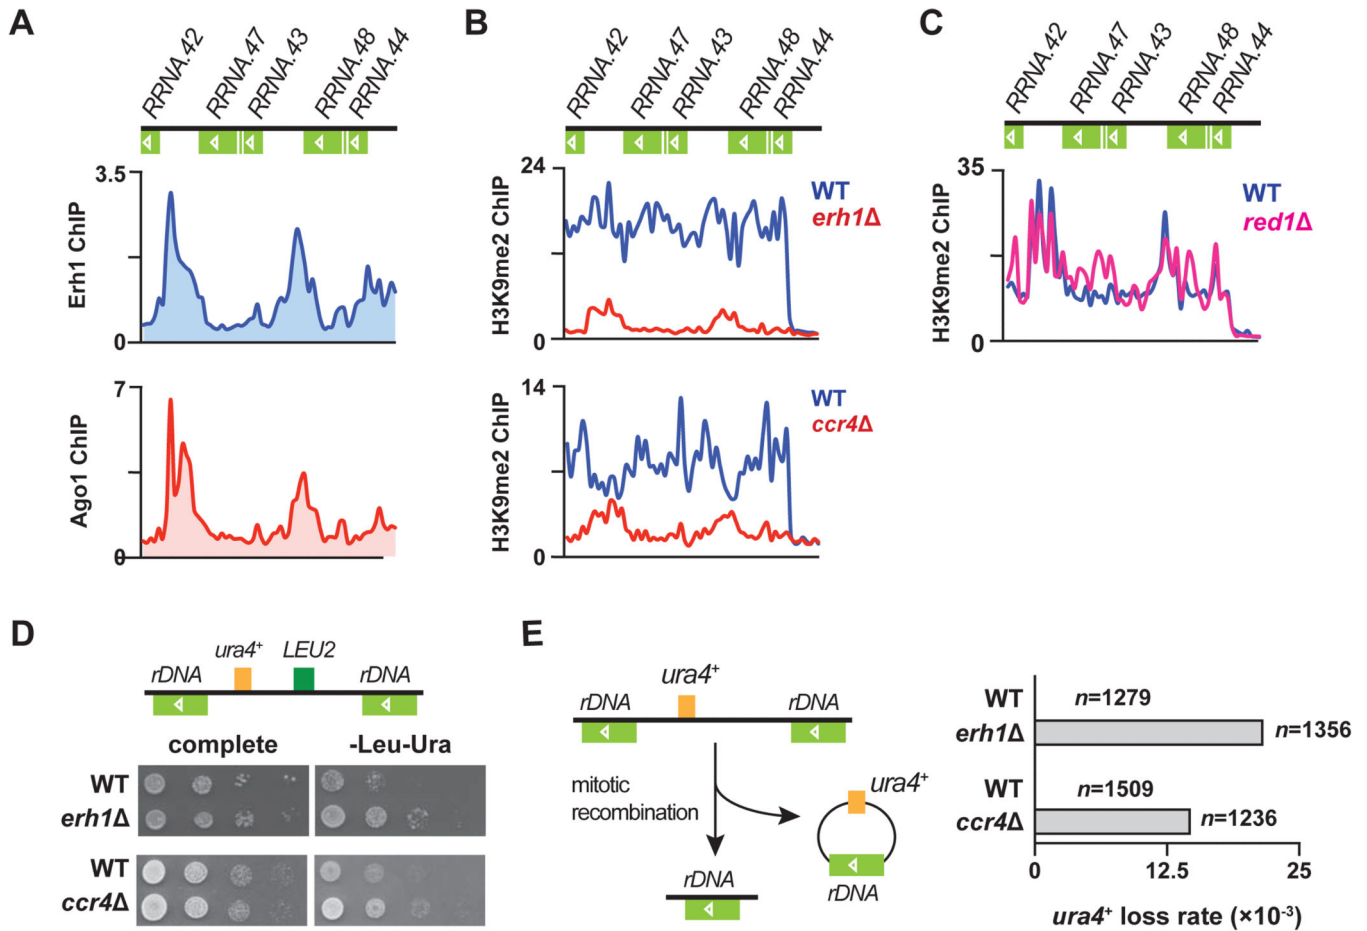 A
RRNA.42
RRNA.47
RRNA.43
RRNA.48
RRNA.44
3.5
Erh1 ChIP
0
7
Ago1 ChIP
0
B
RRNA.42
RRNA.47
RRNA.43
RRNA.48
RRNA.44
24
H3K9me2 ChIP
0
WT
erh1Δ
14
H3K9me2 ChIP
0
WT
ccr4Δ
C
RRNA.42
RRNA.47
RRNA.43
RRNA.48
RRNA.44
35
H3K9me2 ChIP
0
WT
red1Δ
D
ura4⁺ LEU2
rDNA rDNA
complete -Leu-Ura
WT
erh1Δ
WT
ccr4Δ
E
ura4⁺
rDNA rDNA
mitotic
recombination
ura4⁺
rDNA
rDNA
WT n=1279
erh1Δ n=1356
WT n=1509
ccr4Δ n=1236
0 12.5 25
ura4⁺ loss rate (×10⁻³)